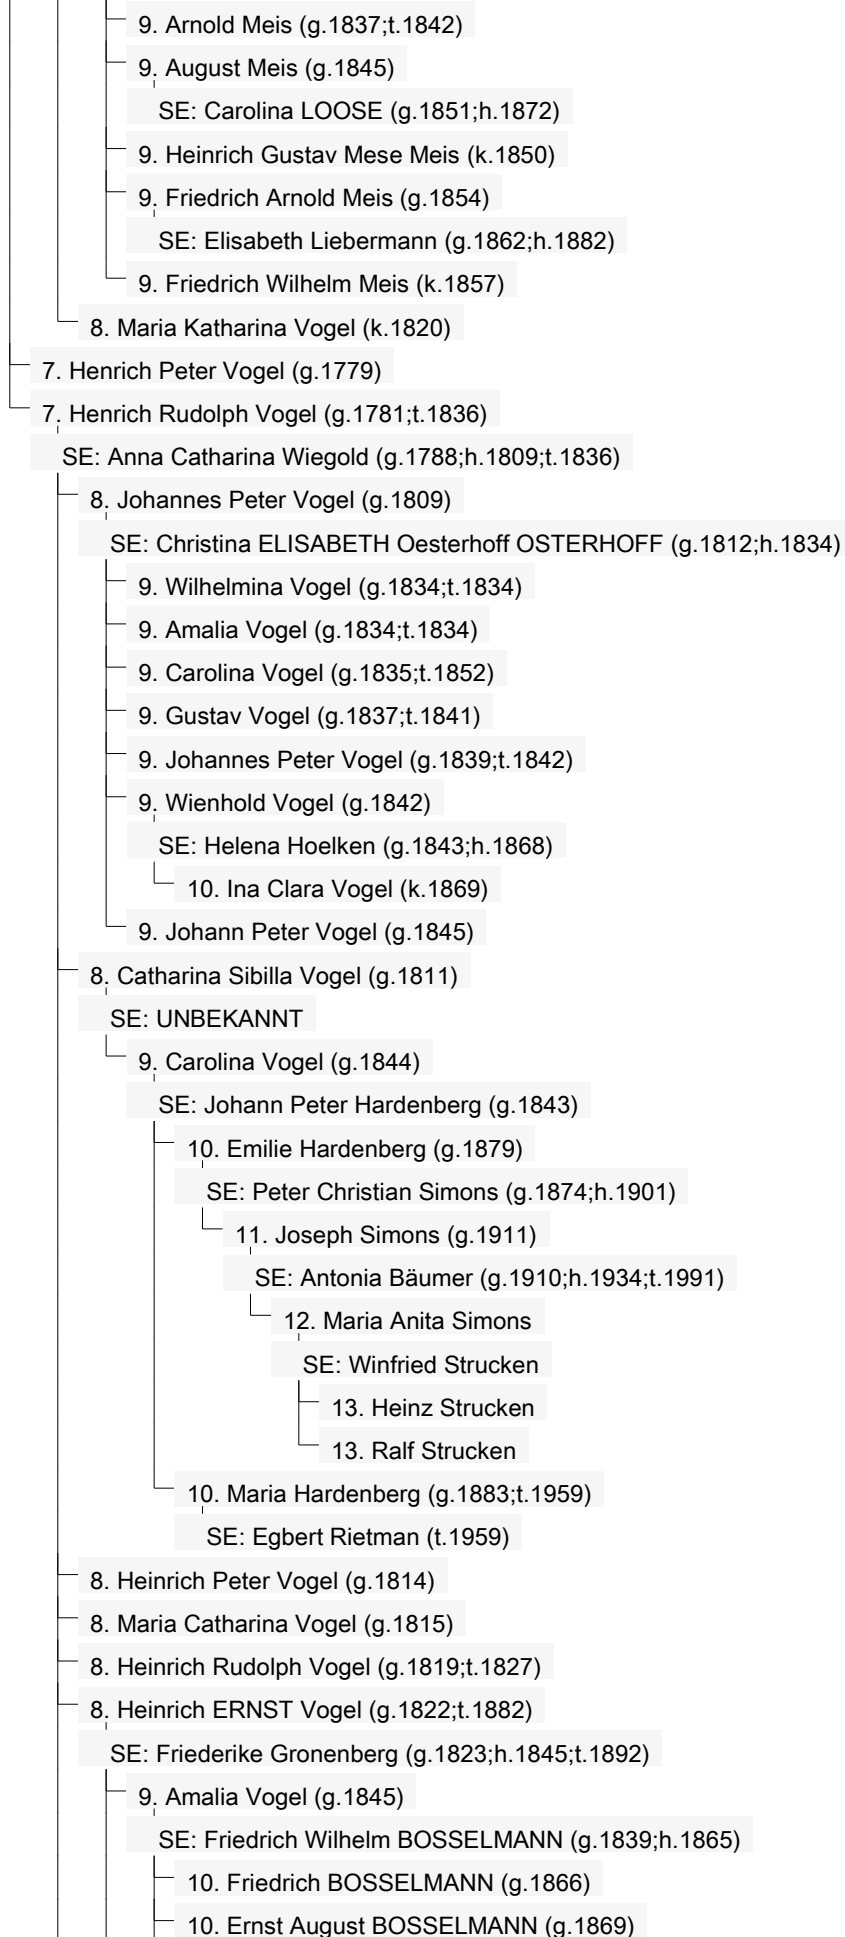 9. Arnold Meis (g.1837;t.1842)
9. August Meis (g.1845)
SE: Carolina LOOSE (g.1851;h.1872)
9. Heinrich Gustav Mese Meis (k.1850)
9. Friedrich Arnold Meis (g.1854)
SE: Elisabeth Liebermann (g.1862;h.1882)
9. Friedrich Wilhelm Meis (k.1857)
8. Maria Katharina Vogel (k.1820)
7. Henrich Peter Vogel (g.1779)
7. Henrich Rudolph Vogel (g.1781;t.1836)
SE: Anna Catharina Wiegold (g.1788;h.1809;t.1836)
8. Johannes Peter Vogel (g.1809)
SE: Christina ELISABETH Oesterhoff OSTERHOFF (g.1812;h.1834)
9. Wilhelmina Vogel (g.1834;t.1834)
9. Amalia Vogel (g.1834;t.1834)
9. Carolina Vogel (g.1835;t.1852)
9. Gustav Vogel (g.1837;t.1841)
9. Johannes Peter Vogel (g.1839;t.1842)
9. Wienhold Vogel (g.1842)
SE: Helena Hoelken (g.1843;h.1868)
10. Ina Clara Vogel (k.1869)
9. Johann Peter Vogel (g.1845)
8. Catharina Sibilla Vogel (g.1811)
SE: UNBEKANNT
9. Carolina Vogel (g.1844)
SE: Johann Peter Hardenberg (g.1843)
10. Emilie Hardenberg (g.1879)
SE: Peter Christian Simons (g.1874;h.1901)
11. Joseph Simons (g.1911)
SE: Antonia Bäumer (g.1910;h.1934;t.1991)
12. Maria Anita Simons
SE: Winfried Strucken
13. Heinz Strucken
13. Ralf Strucken
10. Maria Hardenberg (g.1883;t.1959)
SE: Egbert Rietman (t.1959)
8. Heinrich Peter Vogel (g.1814)
8. Maria Catharina Vogel (g.1815)
8. Heinrich Rudolph Vogel (g.1819;t.1827)
8. Heinrich ERNST Vogel (g.1822;t.1882)
SE: Friederike Gronenberg (g.1823;h.1845;t.1892)
9. Amalia Vogel (g.1845)
SE: Friedrich Wilhelm BOSSELMANN (g.1839;h.1865)
10. Friedrich BOSSELMANN (g.1866)
10. Ernst August BOSSELMANN (g.1869)